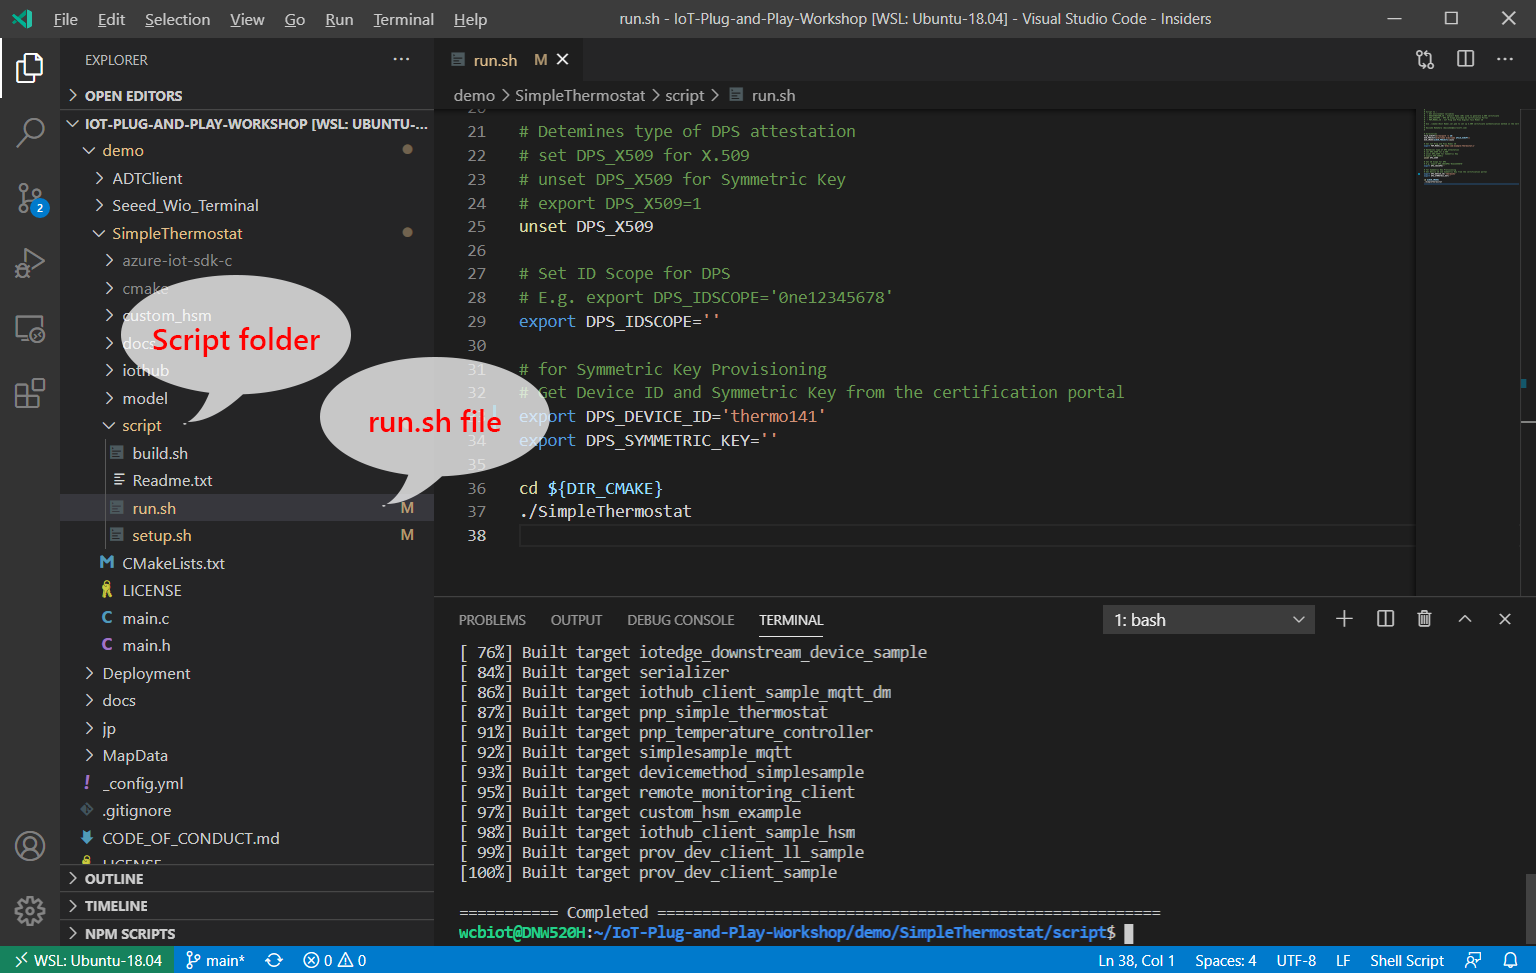 File Edit Selection View Go Run Terminal Help
run.sh - IoT-Plug-and-Play-Workshop [WSL: Ubuntu-18.04] - Visual Studio Code - Insiders
EXPLORER
OPEN EDITORS
IOT-PLUG-AND-PLAY-WORKSHOP [WSL: UBUNTU-...
demo
ADTClient
Seeed_Wio_Terminal
SimpleThermostat
azure-iot-sdk-c
cmake
custom_hsm
docs
iothub
model
script
build.sh
Readme.txt
run.sh M
setup.sh M
CMakeLists.txt
LICENSE
main.c
main.h
Deployment
docs
jp
MapData
_config.yml
.gitignore
CODE_OF_CONDUCT.md
LICENSE
OUTLINE
TIMELINE
NPM SCRIPTS
2
Script folder
run.sh file
run.sh M
demo > SimpleThermostat > script > run.sh
20
21 # Detemines type of DPS attestation
22 # set DPS_X509 for X.509
23 # unset DPS_X509 for Symmetric Key
24 # export DPS_X509=1
25 unset DPS_X509
26
27 # Set ID Scope for DPS
28 # E.g. export DPS_IDSCOPE='0ne12345678'
29 export DPS_IDSCOPE=''
30
31 # for Symmetric Key Provisioning
32 # Get Device ID and Symmetric Key from the certification portal
export DPS_DEVICE_ID='thermo141'
34 export DPS_SYMMETRIC_KEY=''
35
36 cd ${DIR_CMAKE}
37 ./SimpleThermostat
38
PROBLEMS OUTPUT DEBUG CONSOLE TERMINAL
1: bash
[ 76%] Built target iotedge_downstream_device_sample
[ 84%] Built target serializer
[ 86%] Built target iothub_client_sample_mqtt_dm
[ 87%] Built target pnp_simple_thermostat
[ 91%] Built target pnp_temperature_controller
[ 92%] Built target simplesample_mqtt
[ 93%] Built target devicemethod_simplesample
[ 95%] Built target remote_monitoring_client
[ 97%] Built target custom_hsm_example
[ 98%] Built target iothub_client_sample_hsm
[ 99%] Built target prov_dev_client_ll_sample
[100%] Built target prov_dev_client_sample
=========== Completed ========================================================
wcbiot@DNW520H:~/IoT-Plug-and-Play-Workshop/demo/SimpleThermostat/script$
WSL: Ubuntu-18.04 main* 0 0 Ln 38, Col 1 Spaces: 4 UTF-8 LF Shell Script